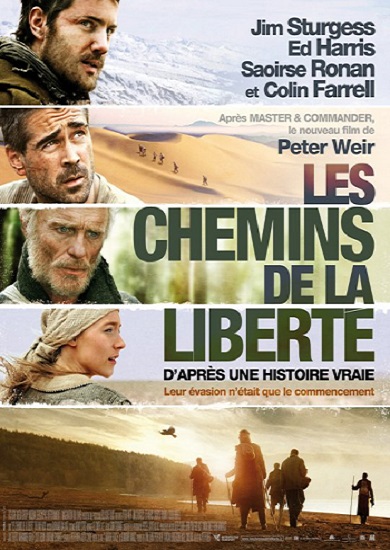 Jim Sturgess
Ed Harris
Saoirse Ronan
et Colin Farrell
Après MASTER & COMMANDER,
le nouveau film de
Peter Weir
LES
CHEMINS
DE LA
LIBERTÉ
D'APRÈS UNE HISTOIRE VRAIE
Leur évasion n'était que le commencement